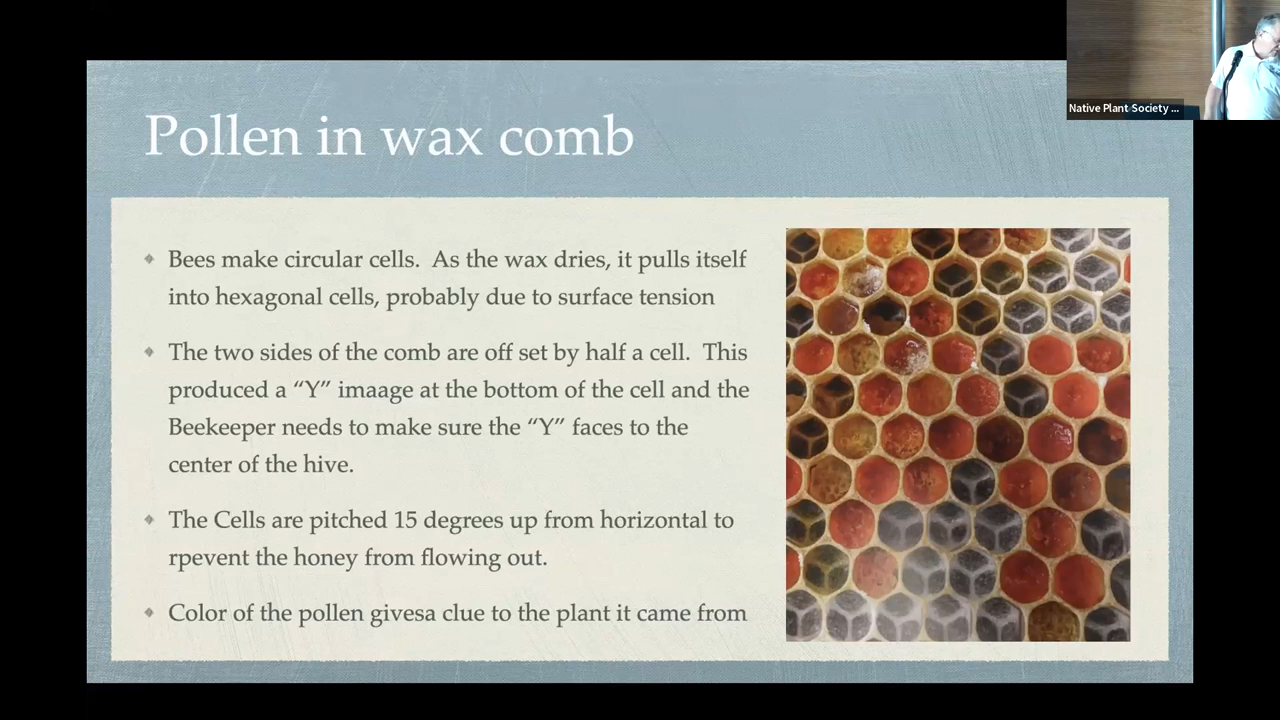 Native Plant Society ...
Pollen in wax comb
Bees make circular cells. As the wax dries, it pulls itself
into hexagonal cells, probably due to surface tension
The two sides of the comb are off set by half a cell. This
produced a “Y” imaage at the bottom of the cell and the
Beekeeper needs to make sure the “Y” faces to the
center of the hive.
The Cells are pitched 15 degrees up from horizontal to
rpevent the honey from flowing out.
Color of the pollen givesa clue to the plant it came from